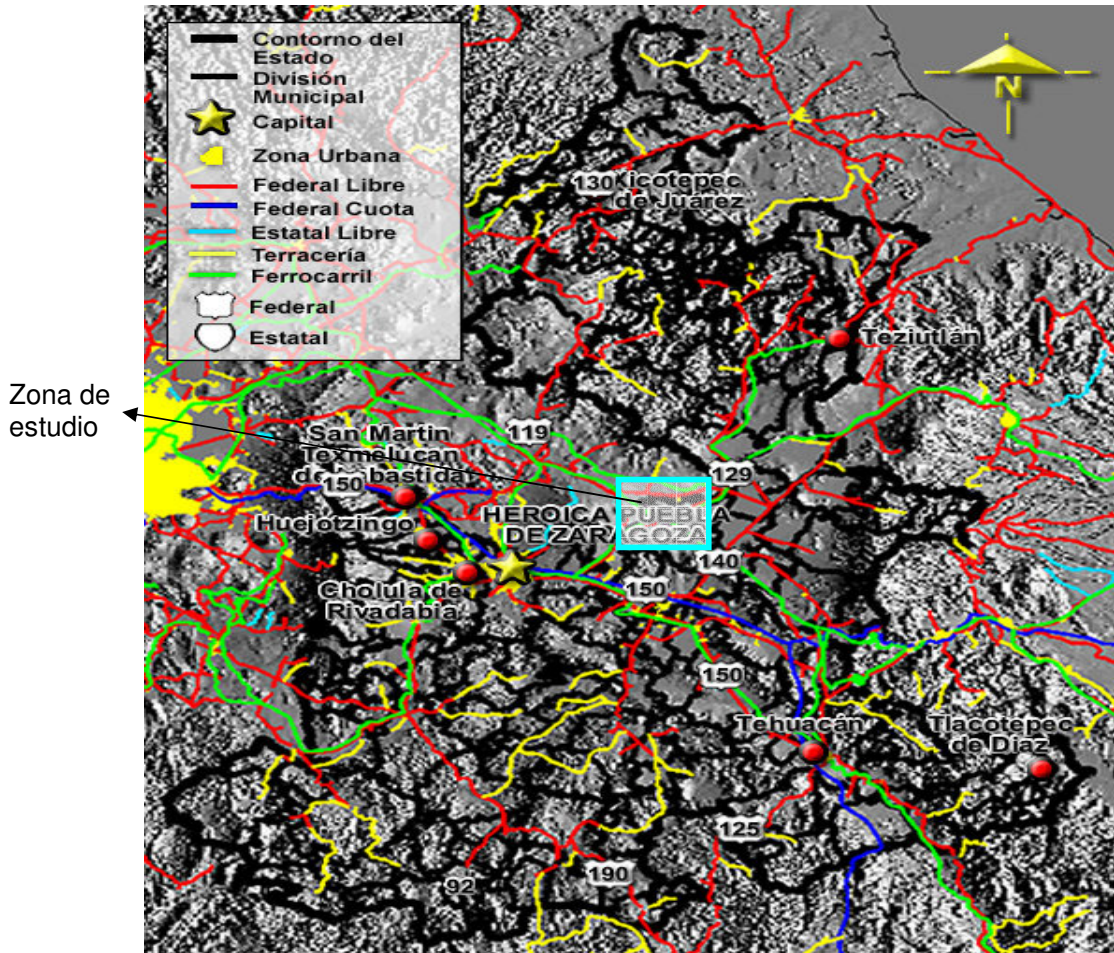 Contorno del
Estado
División
Municipal
Capital
Zona Urbana
Federal Libre
Federal Cuota
Estatal Libre
Terracería
Ferrocarril
Federal
Estatal
N
130
Xicotepec
de Juárez
Teziutlán
Zona de
estudio
119
San Martin
Texmelucan
de Labastida
150
129
Huejotzingo
HEROICA PUEBLA
DE ZARAGOZA
140
Cholula de
Rivadabia
150
150
Tehuacán
Tlacotepec
de Diaz
125
92
190